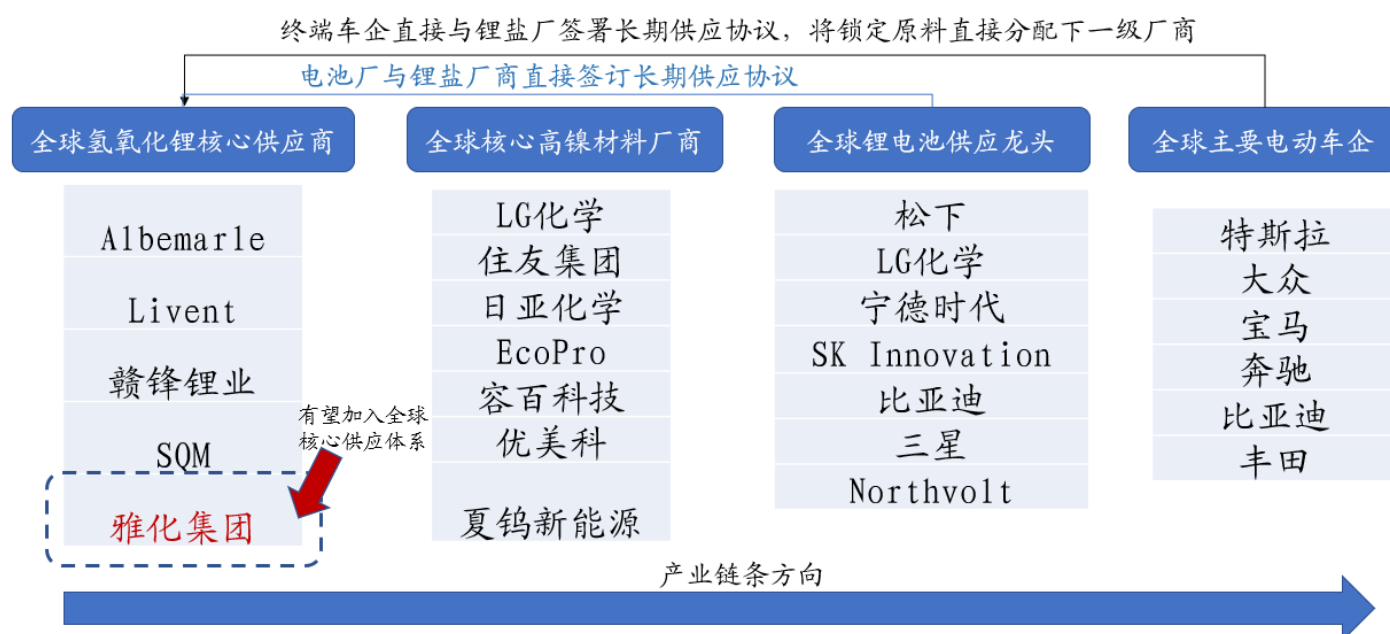 终端车企直接与锂盐厂签署长期供应协议，将锁定原料直接分配下一级厂商
电池厂与锂盐厂商直接签订长期供应协议
全球氢氧化锂核心供应商
Albemarle
Livent
赣锋锂业
SQM
雅化集团
有望加入全球
核心供应体系
全球核心高镍材料厂商
LG化学
住友集团
日亚化学
EcoPro
容百科技
优美科
夏钨新能源
全球锂电池供应龙头
松下
LG化学
宁德时代
SK Innovation
比亚迪
三星
Northvolt
全球主要电动车企
特斯拉
大众
宝马
奔驰
比亚迪
丰田
产业链条方向